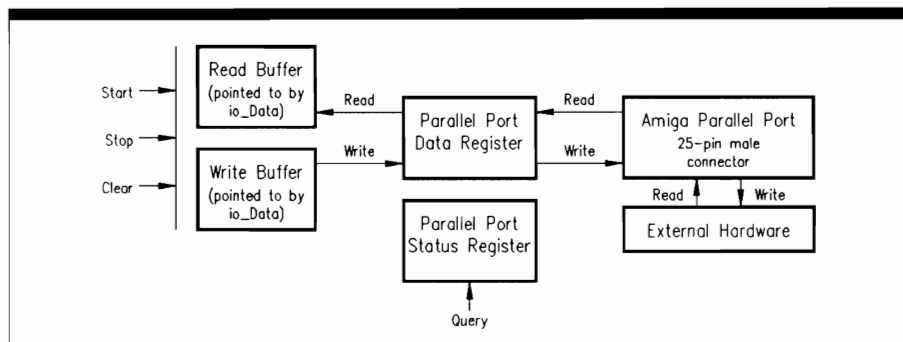 Start
Stop
Clear
Read Buffer
(pointed to by
io_Data)
Write Buffer
(pointed to by
io_Data)
Read
Write
Parallel Port
Data Register
Parallel Port
Status Register
Query
Read
Write
Amiga Parallel Port
25-pin male
connector
Read
Write
External Hardware